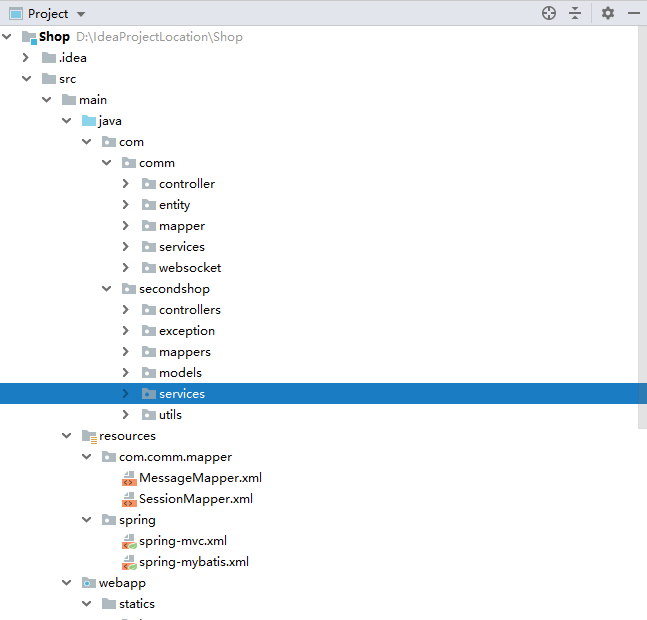 Project
Shop D:\IdeaProjectLocation\Shop
.idea
src
main
java
com
comm
controller
entity
mapper
services
websocket
secondshop
controllers
exception
mappers
models
services
utils
resources
com.comm.mapper
MessageMapper.xml
SessionMapper.xml
spring
spring-mvc.xml
spring-mybatis.xml
webapp
statics